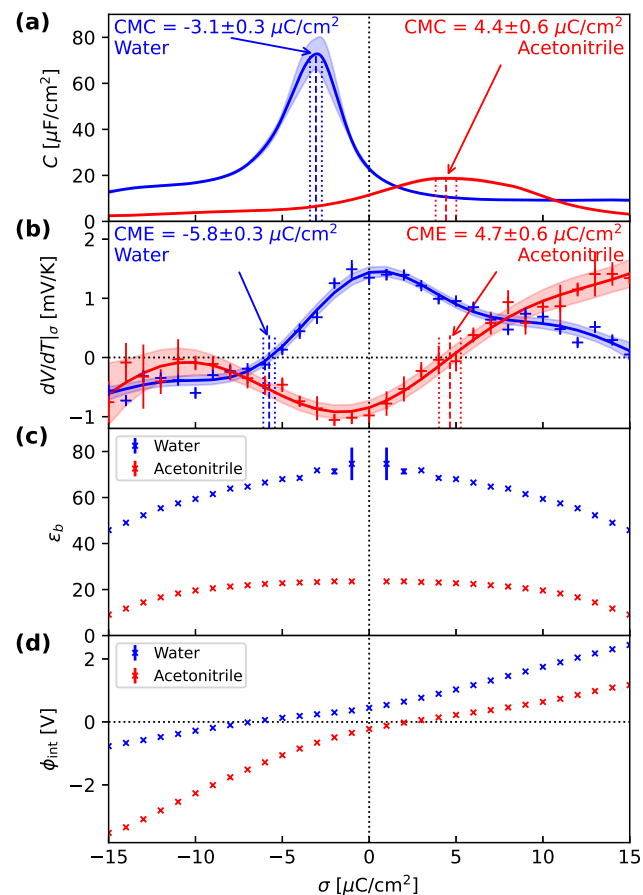 (a)
CMC = -3.1±0.3 μC/cm²
Water
CMC = 4.4±0.6 μC/cm²
Acetonitrile
80
60
40
20
0
C [μF/cm²]
(b)
CME = -5.8±0.3 μC/cm²
Water
CME = 4.7±0.6 μC/cm²
Acetonitrile
2
1
0
−1
dV/dT|σ [mV/K]
(c)
Water
Acetonitrile
80
60
40
20
0
εb
(d)
Water
Acetonitrile
2
0
−2
ϕint [V]
−15 −10 −5 0 5 10 15
σ [μC/cm²]